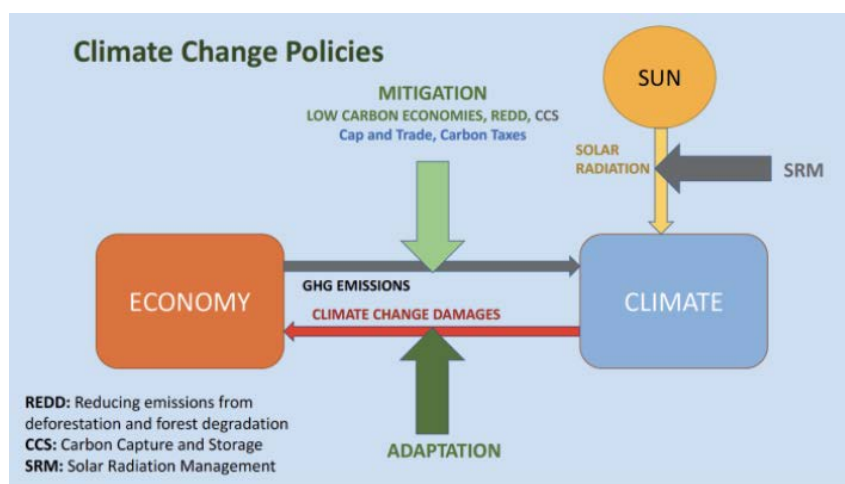 Climate Change Policies
MITIGATION
LOW CARBON ECONOMIES, REDD, CCS
Cap and Trade, Carbon Taxes
SUN
SOLAR
RADIATION
SRM
ECONOMY
GHG EMISSIONS
CLIMATE CHANGE DAMAGES
CLIMATE
ADAPTATION
REDD: Reducing emissions from
deforestation and forest degradation
CCS: Carbon Capture and Storage
SRM: Solar Radiation Management